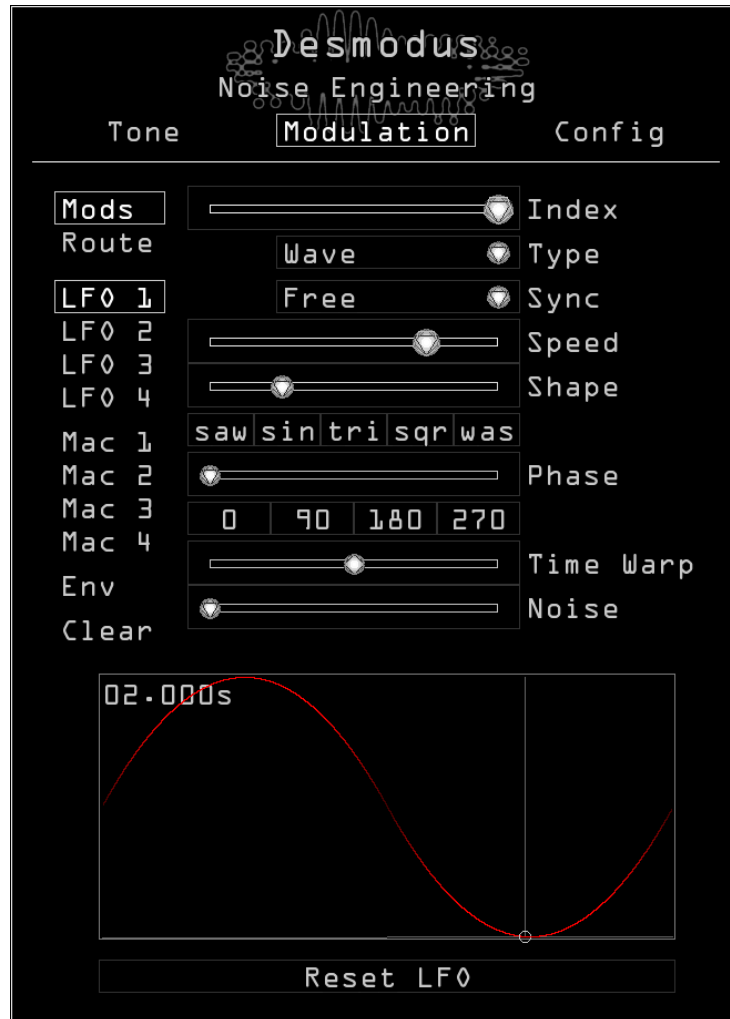 Desmodus
Noise Engineering
Tone Modulation Config
Mods
Route
LFO 1
LFO 2
LFO 3
LFO 4
Mac 1
Mac 2
Mac 3
Mac 4
Env
Clear
Index
Wave Type
Free Sync
Speed
Shape
saw sin tri sqr was
Phase
0 90 180 270
Time Warp
Noise
02.000s
Reset LFO